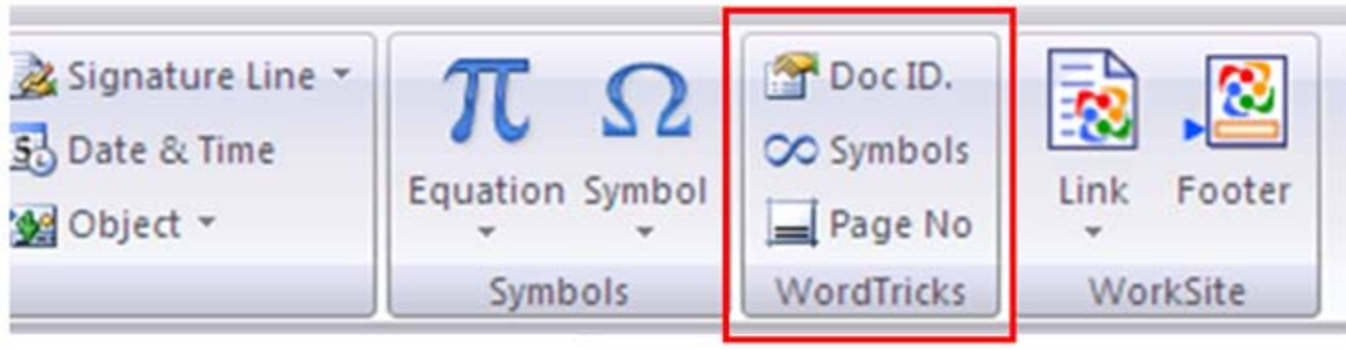 Signature Line
Date & Time
Object
Equation
Symbol
Symbols
Doc ID.
Symbols
Page No
WordTricks
Link
Footer
WorkSite